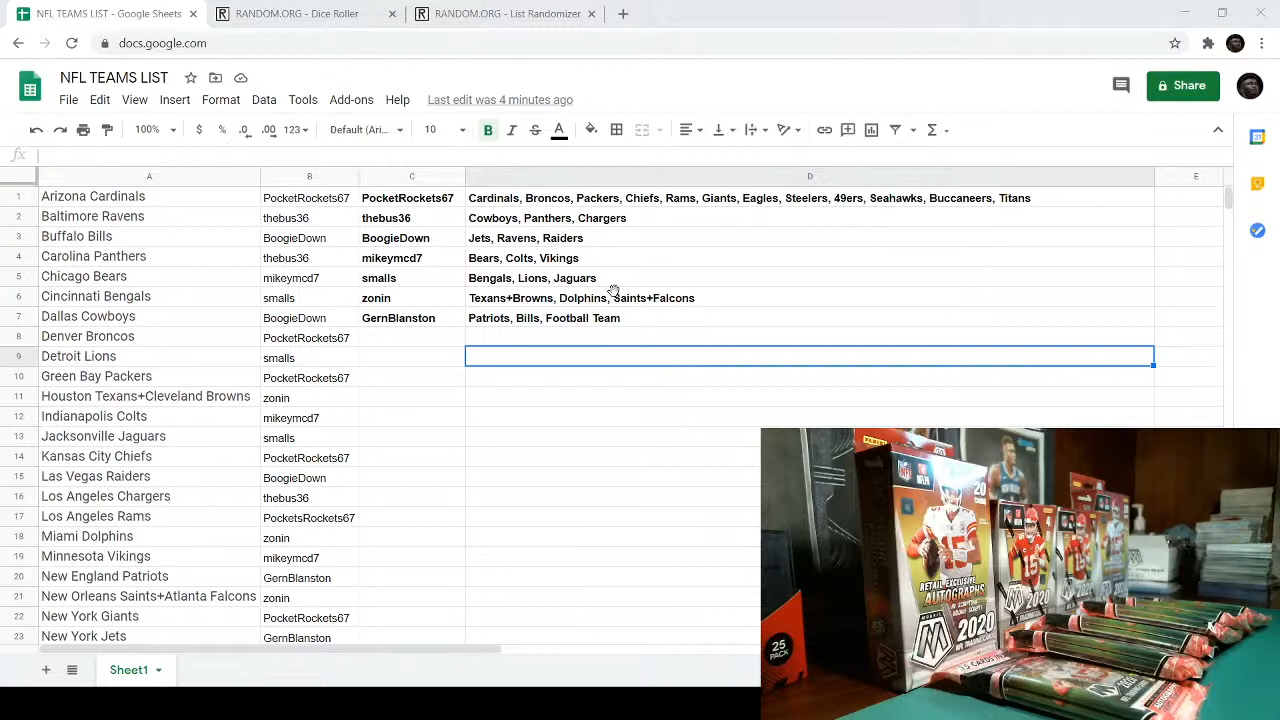 NFL TEAMS LIST - Google Sheets RANDOM.ORG - Dice Roller RANDOM.ORG - List Randomizer
docs.google.com
NFL TEAMS LIST
File Edit View Insert Format Data Tools Add-ons Help Last edit was 4 minutes ago
Share
100% $ % .0 .00 123 Default (Ari... 10 B I S A
fx
A B C D E
1 Arizona Cardinals PocketRockets67 PocketRockets67 Cardinals, Broncos, Packers, Chiefs, Rams, Giants, Eagles, Steelers, 49ers, Seahawks, Buccaneers, Titans
2 Baltimore Ravens thebus36 thebus36 Cowboys, Panthers, Chargers
3 Buffalo Bills BoogieDown BoogieDown Jets, Ravens, Raiders
4 Carolina Panthers thebus36 mikeymcd7 Bears, Colts, Vikings
5 Chicago Bears mikeymcd7 smalls Bengals, Lions, Jaguars
6 Cincinnati Bengals smalls zonin Texans+Browns, Dolphins, Saints+Falcons
7 Dallas Cowboys BoogieDown GernBlanston Patriots, Bills, Football Team
8 Denver Broncos PocketRockets67
9 Detroit Lions smalls
10 Green Bay Packers PocketRockets67
11 Houston Texans+Cleveland Browns zonin
12 Indianapolis Colts mikeymcd7
13 Jacksonville Jaguars smalls
14 Kansas City Chiefs PocketRockets67
15 Las Vegas Raiders BoogieDown
16 Los Angeles Chargers thebus36
17 Los Angeles Rams PocketsRockets67
18 Miami Dolphins zonin
19 Minnesota Vikings mikeymcd7
20 New England Patriots GernBlanston
21 New Orleans Saints+Atlanta Falcons zonin
22 New York Giants PocketRockets67
23 New York Jets GernBlanston
Sheet1
PANINI
NFL
20
RETAIL EXCLUSIVE
AUTOGRAPHS
M
2020
25
PACK
15
2020